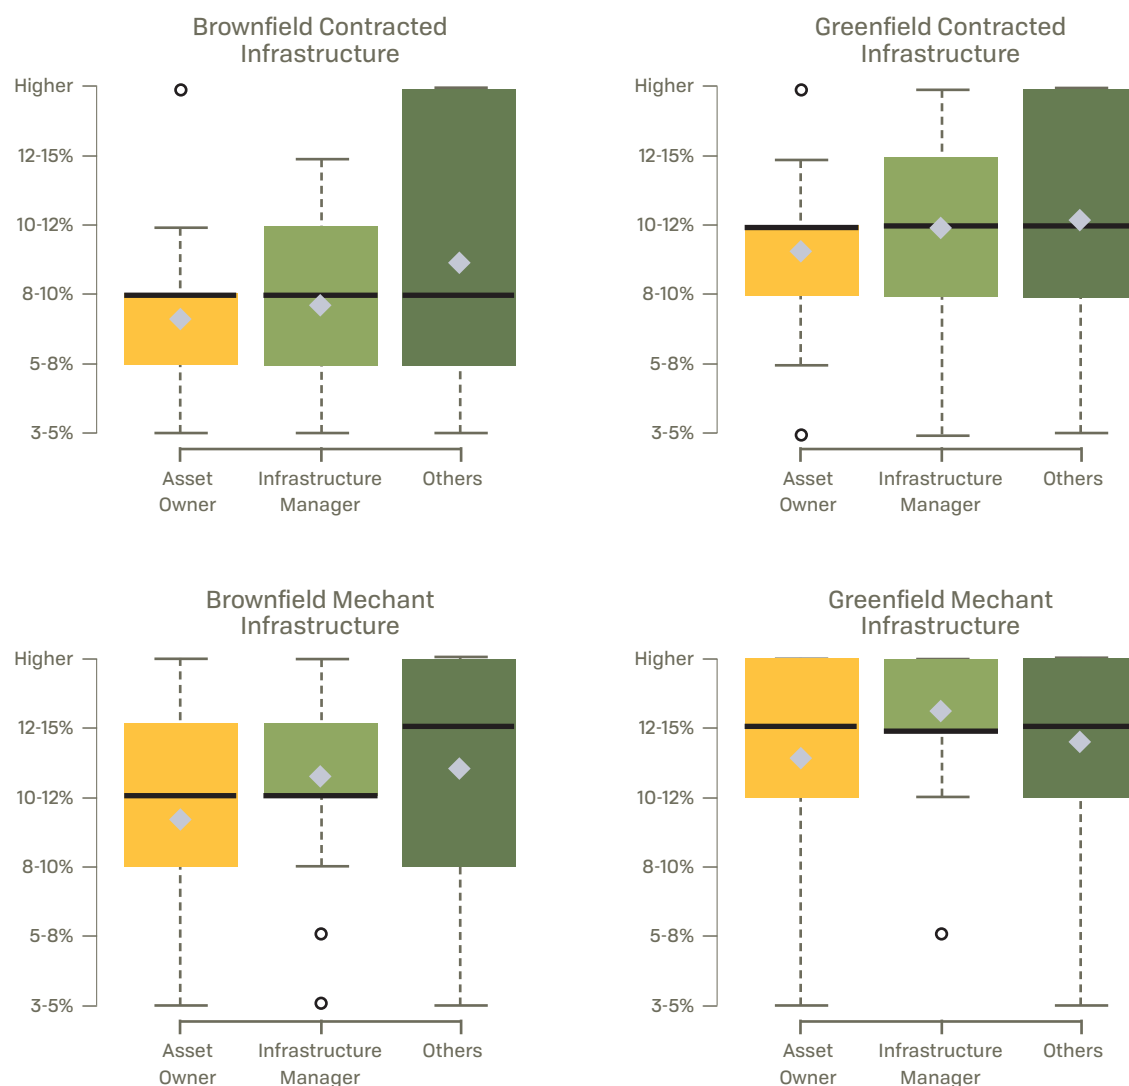 Brownfield Contracted
Infrastructure
Higher
12-15%
10-12%
8-10%
5-8%
3-5%
Asset
Owner
Infrastructure
Manager
Others
Greenfield Contracted
Infrastructure
Higher
12-15%
10-12%
8-10%
5-8%
3-5%
Asset
Owner
Infrastructure
Manager
Others
Brownfield Mechant
Infrastructure
Higher
12-15%
10-12%
8-10%
5-8%
3-5%
Asset
Owner
Infrastructure
Manager
Others
Greenfield Mechant
Infrastructure
Higher
12-15%
10-12%
8-10%
5-8%
3-5%
Asset
Owner
Infrastructure
Manager
Others